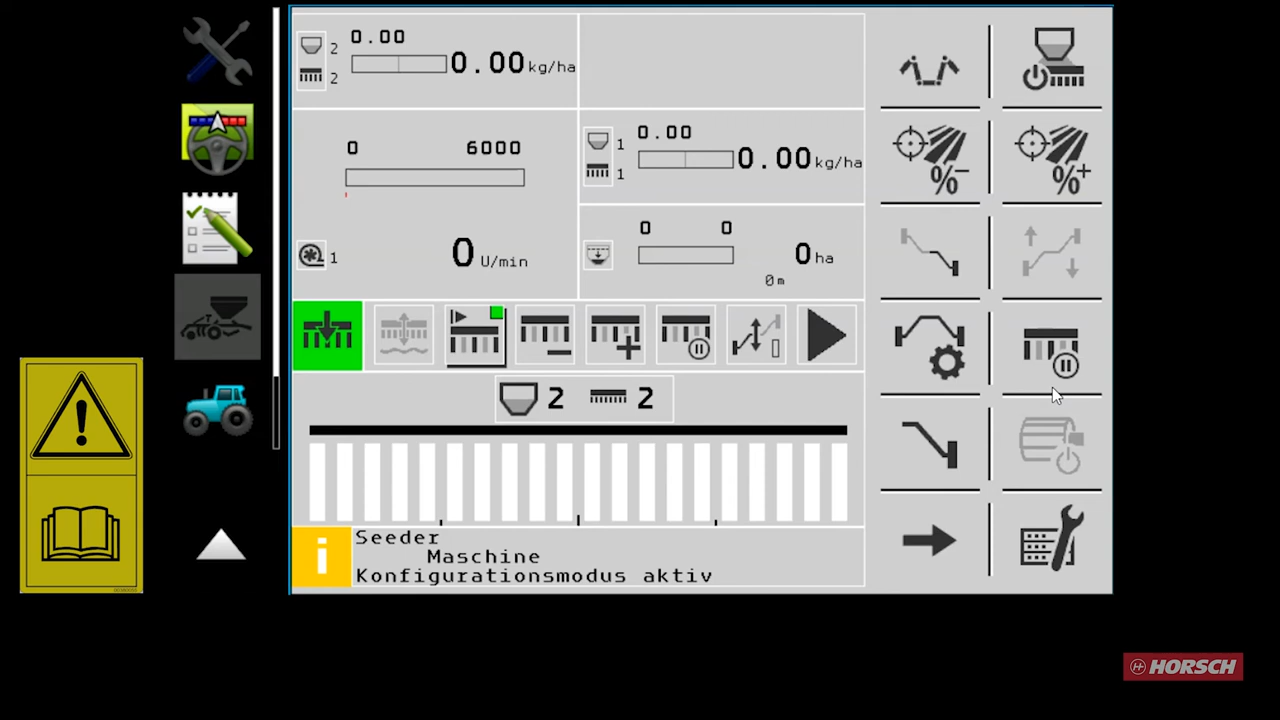 2
0.00
0.00 kg/ha
2
0 6000
1 0 U/min
0.00
1
0.00 kg/ha
1
0 0
0 ha
0m
2 2
i
Seeder
Maschine
Konfigurationsmodus aktiv
%- %+
HORSCH